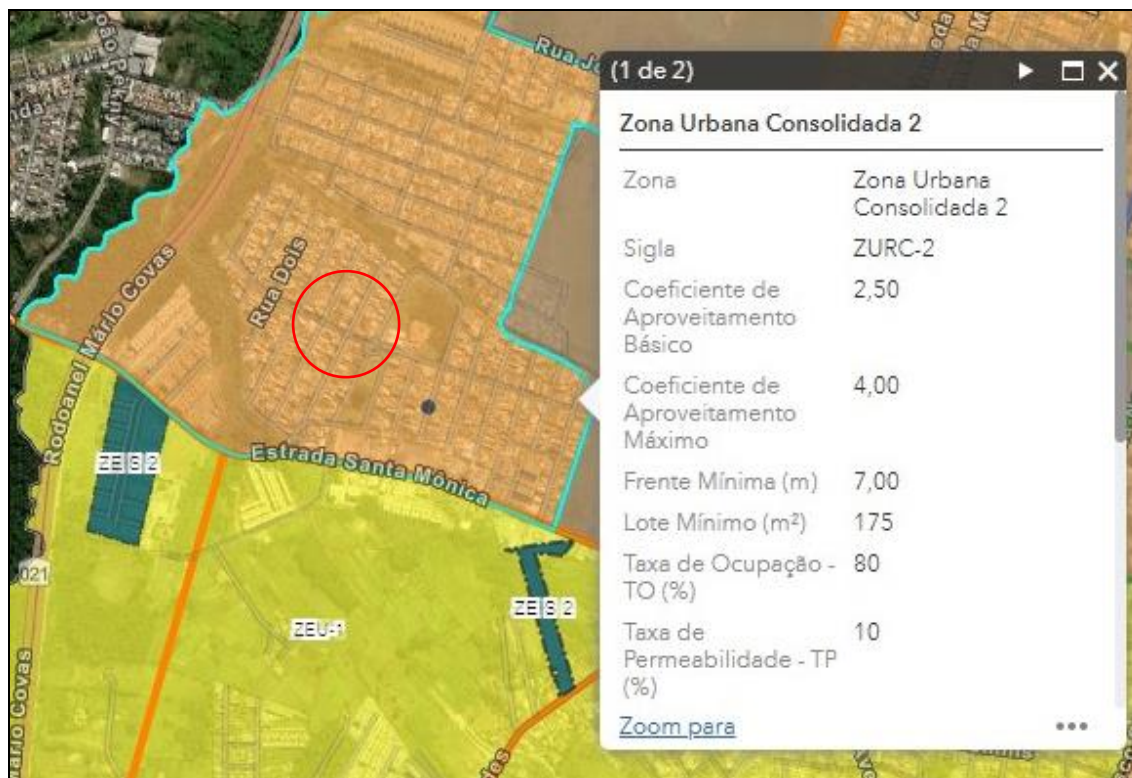 João Pekny
Rua Dois
Rodoanel Mário Covas
Estrada Santa Mônica
ZEIS 2
021
ZEIS 2
ZEU-1
Mário Covas
(1 de 2)
Zona Urbana Consolidada 2
Zona Zona Urbana
Consolidada 2
Sigla ZURC-2
Coeficiente de 2,50
Aproveitamento
Básico
Coeficiente de 4,00
Aproveitamento
Máximo
Frente Mínima (m) 7,00
Lote Mínimo (m²) 175
Taxa de Ocupação - 80
TO (%)
Taxa de 10
Permeabilidade - TP
(%)
Zoom para